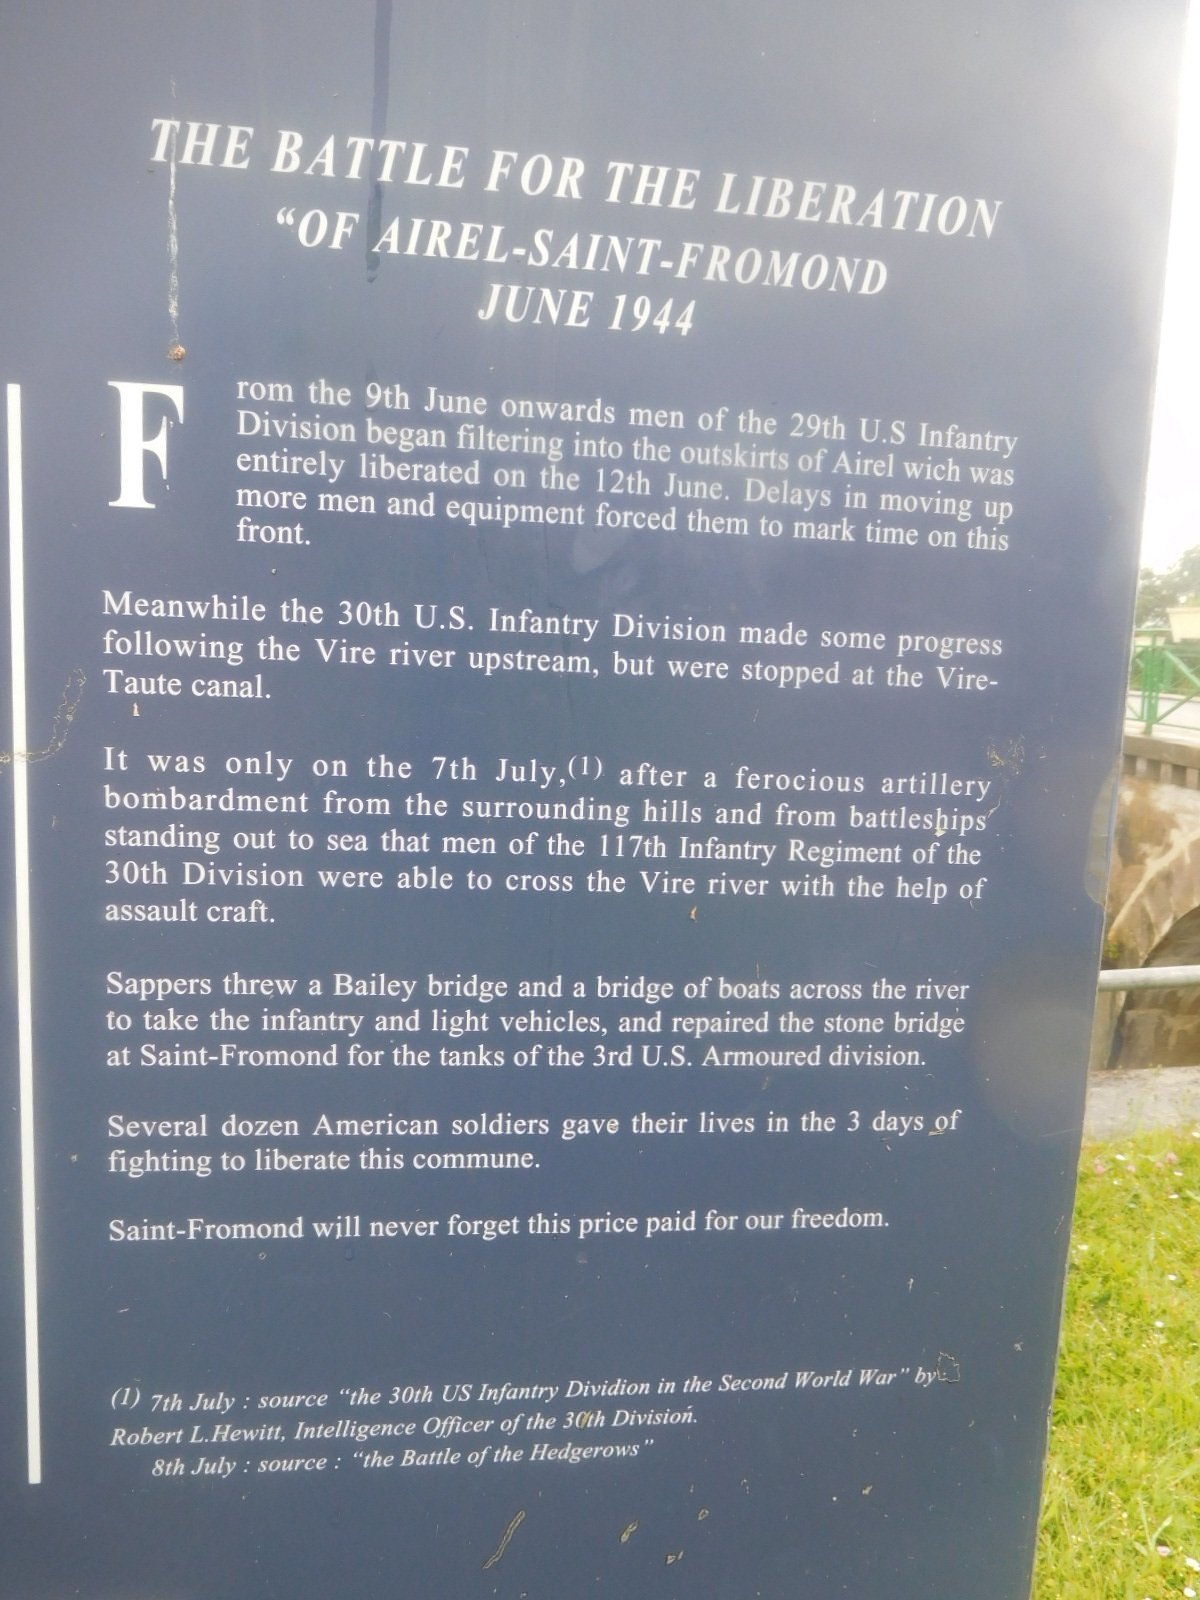 THE BATTLE FOR THE LIBERATION
“OF AIREL-SAINT-FROMOND
JUNE 1944
From the 9th June onwards men of the 29th U.S Infantry
Division began filtering into the outskirts of Airel wich was
entirely liberated on the 12th June. Delays in moving up
more men and equipment forced them to mark time on this
front.
Meanwhile the 30th U.S. Infantry Division made some progress
following the Vire river upstream, but were stopped at the Vire-
Taute canal.
It was only on the 7th July,(1) after a ferocious artillery
bombardment from the surrounding hills and from battleships
standing out to sea that men of the 117th Infantry Regiment of the
30th Division were able to cross the Vire river with the help of
assault craft.
Sappers threw a Bailey bridge and a bridge of boats across the river
to take the infantry and light vehicles, and repaired the stone bridge
at Saint-Fromond for the tanks of the 3rd U.S. Armoured division.
Several dozen American soldiers gave their lives in the 3 days of
fighting to liberate this commune.
Saint-Fromond will never forget this price paid for our freedom.
(1) 7th July : source “the 30th US Infantry Dividion in the Second World War” by
Robert L.Hewitt, Intelligence Officer of the 30th Division.
8th July : source : “the Battle of the Hedgerows”